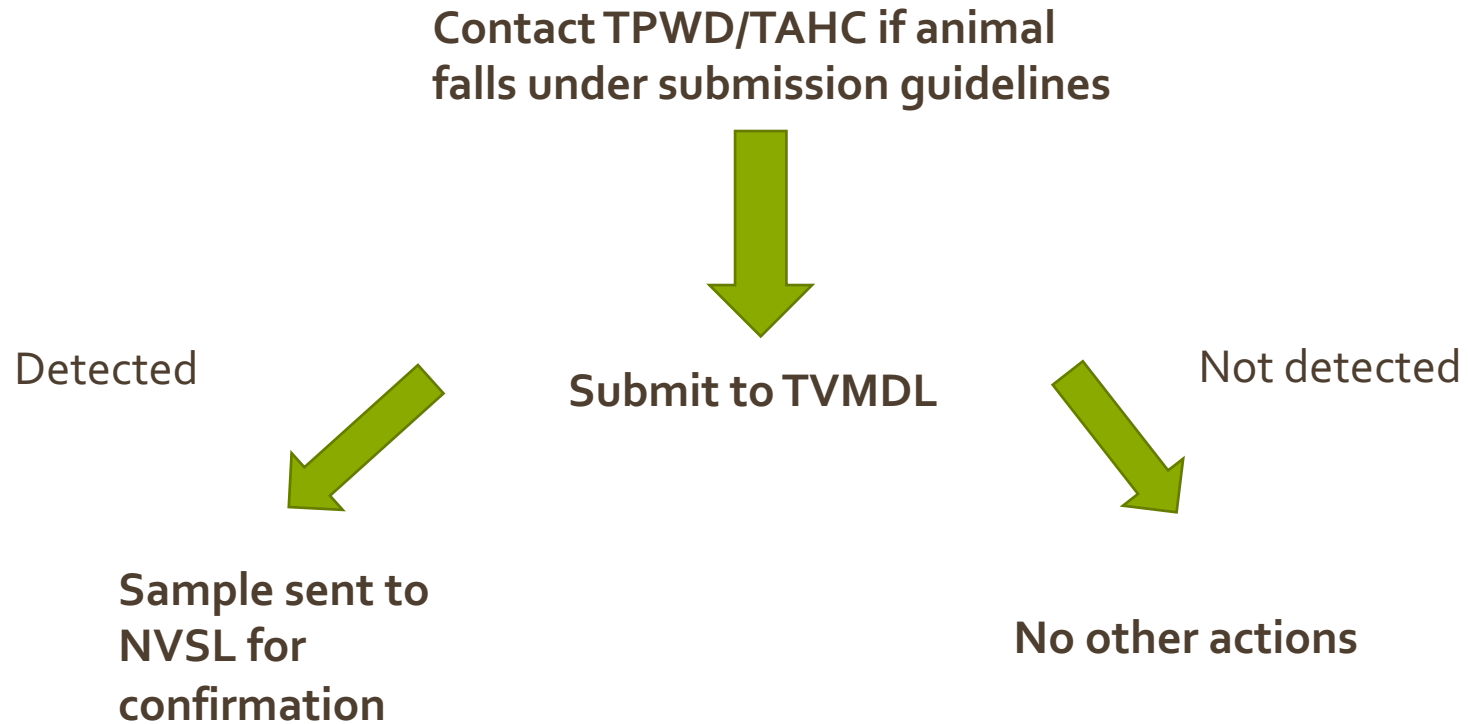 Contact TPWD/TAHC if animal
falls under submission guidelines
Detected
Submit to TVMDL
Not detected
Sample sent to
NVSL for
confirmation
No other actions